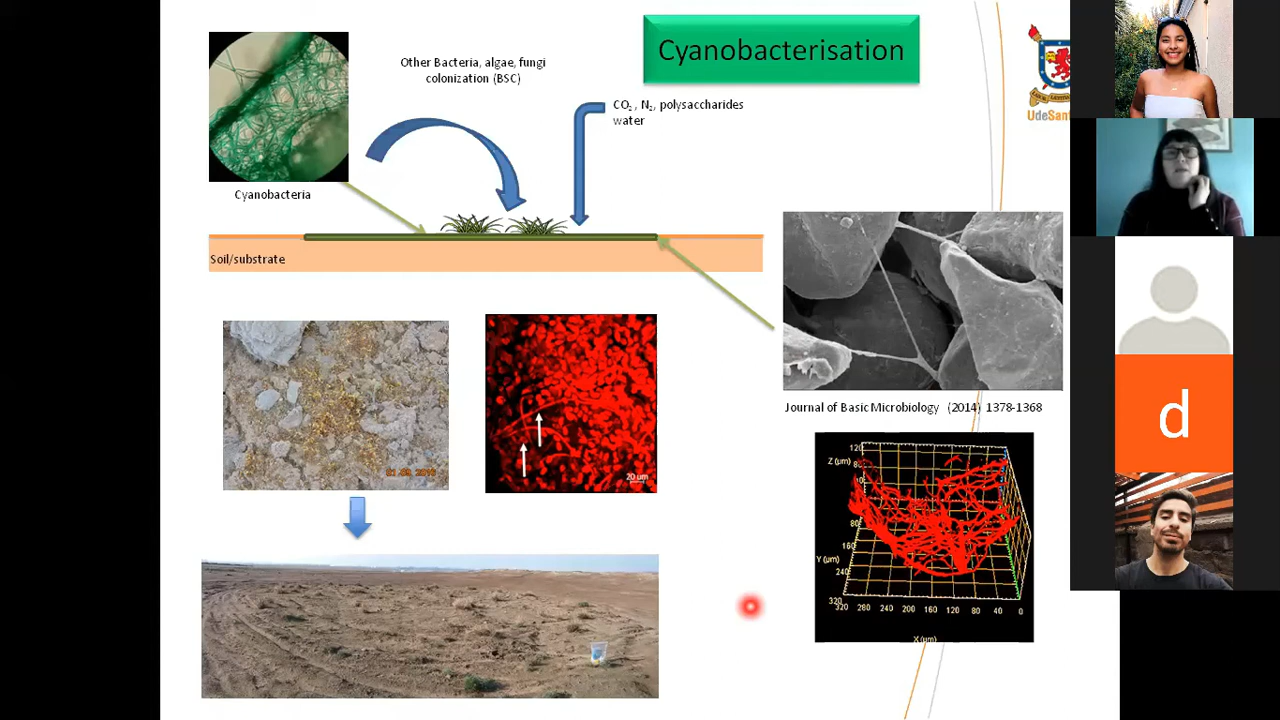 Cyanobacterisation
Other Bacteria, algae, fungi
colonization (BSC)
CO₂ , N₂, polysaccharides
water
Cyanobacteria
Soil/substrate
UdeSant
20 um
Journal of Basic Microbiology (2014) 1378-1368
Z (µm)
120
80
Y (µm)
80
160
240
320
320 280 240 200 160 120 80 40 0
X (µm)
d